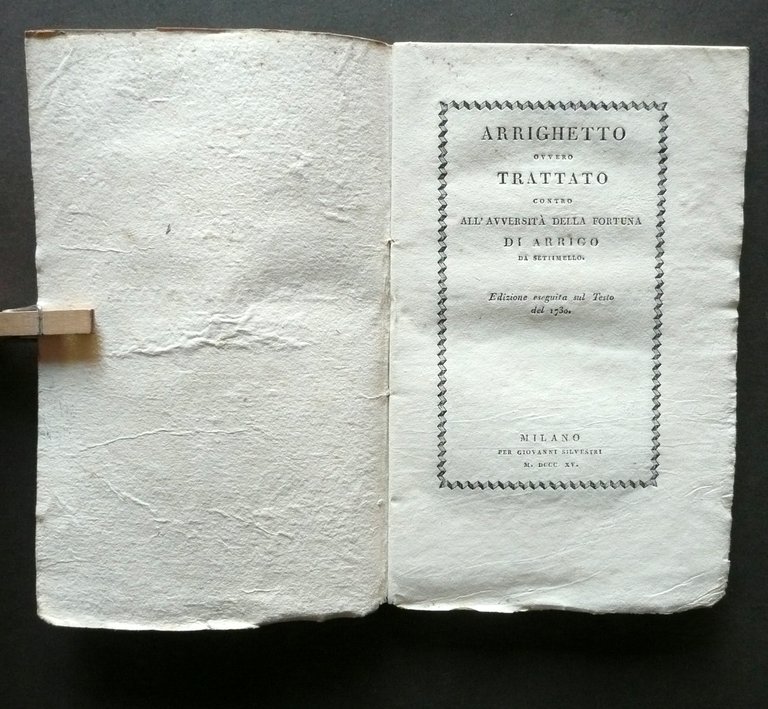 ARRIGHETTO
OVVERO
TRATTATO
CONTRO
ALL'AVVERSITÀ DELLA FORTUNA
DI ARRIGO
DA SETTIMELLO.
Edizione eseguita sul Testo
del 1730.
MILANO
PER GIOVANNI SILVESTRI
M. DCCC. XV.